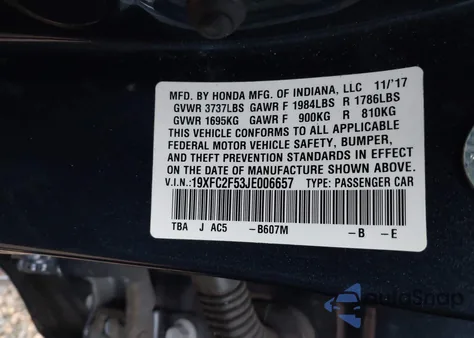 MFD. BY HONDA MFG. OF INDIANA, LLC 11/'17
GVWR 3737LBS GAWR F 1984LBS R 1786LBS
GVWR 1695KG GAWR F 900KG R 810KG
THIS VEHICLE CONFORMS TO ALL APPLICABLE
FEDERAL MOTOR VEHICLE SAFETY, BUMPER,
AND THEFT PREVENTION STANDARDS IN EFFECT
ON THE DATE OF MANUFACTURE SHOWN ABOVE.
V.I.N.:19XFC2F53JE006657 TYPE: PASSENGER CAR
TBA J AC5 -B607M -B -E
AutoSnap